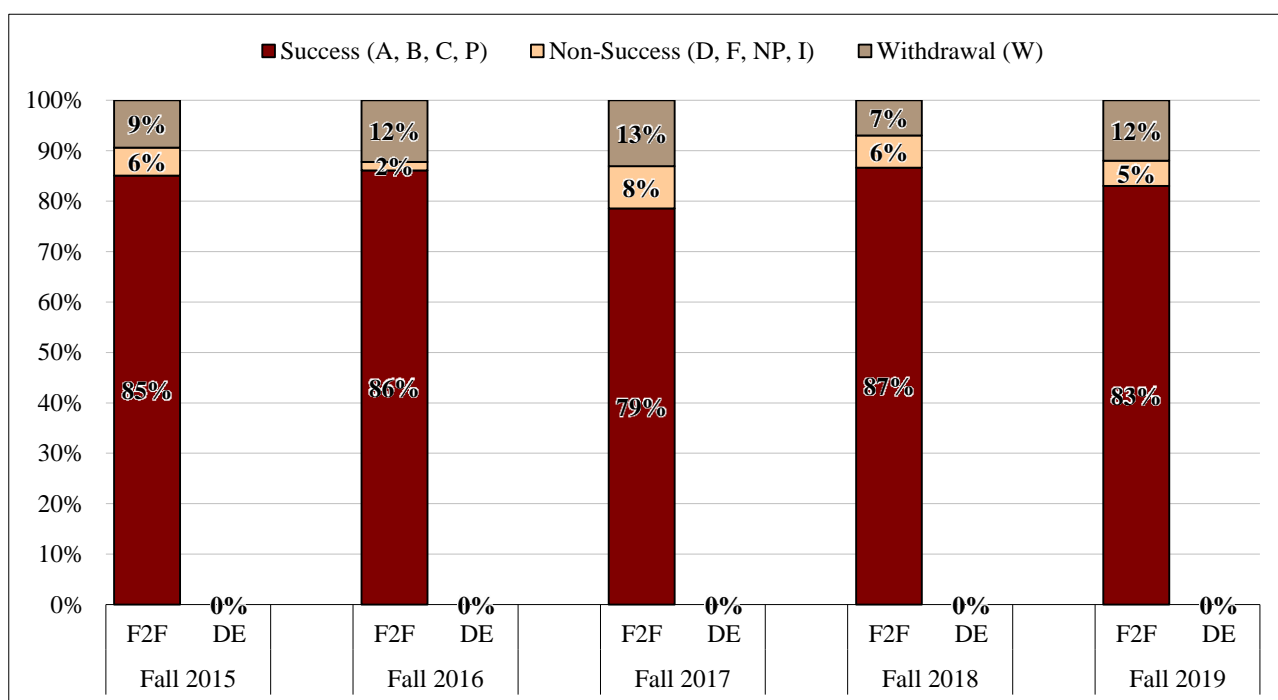 Success (A, B, C, P) Non-Success (D, F, NP, I) Withdrawal (W)
100%
90%
80%
70%
60%
50%
40%
30%
20%
10%
0%
9% 12% 13% 7% 12%
6% 2% 8% 6% 5%
85% 86% 79% 87% 83%
0% 0% 0% 0% 0%
F2F DE F2F DE F2F DE F2F DE F2F DE
Fall 2015 Fall 2016 Fall 2017 Fall 2018 Fall 2019